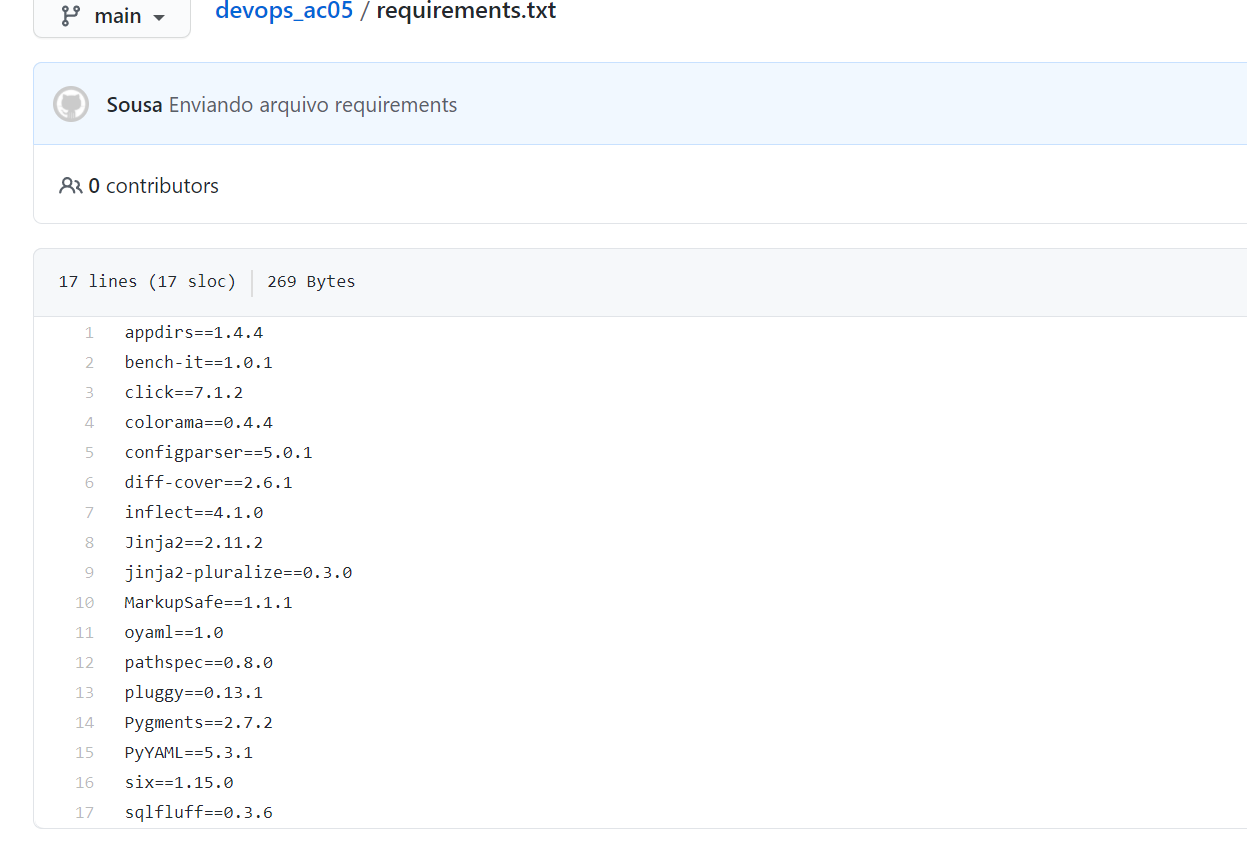 main
devops_ac05 / requirements.txt
Sousa Enviando arquivo requirements
0 contributors
17 lines (17 sloc) 269 Bytes
1 appdirs==1.4.4
2 bench-it==1.0.1
3 click==7.1.2
4 colorama==0.4.4
5 configparser==5.0.1
6 diff-cover==2.6.1
7 inflect==4.1.0
8 Jinja2==2.11.2
9 jinja2-pluralize==0.3.0
10 MarkupSafe==1.1.1
11 oyaml==1.0
12 pathspec==0.8.0
13 pluggy==0.13.1
14 Pygments==2.7.2
15 PyYAML==5.3.1
16 six==1.15.0
17 sqlfluff==0.3.6